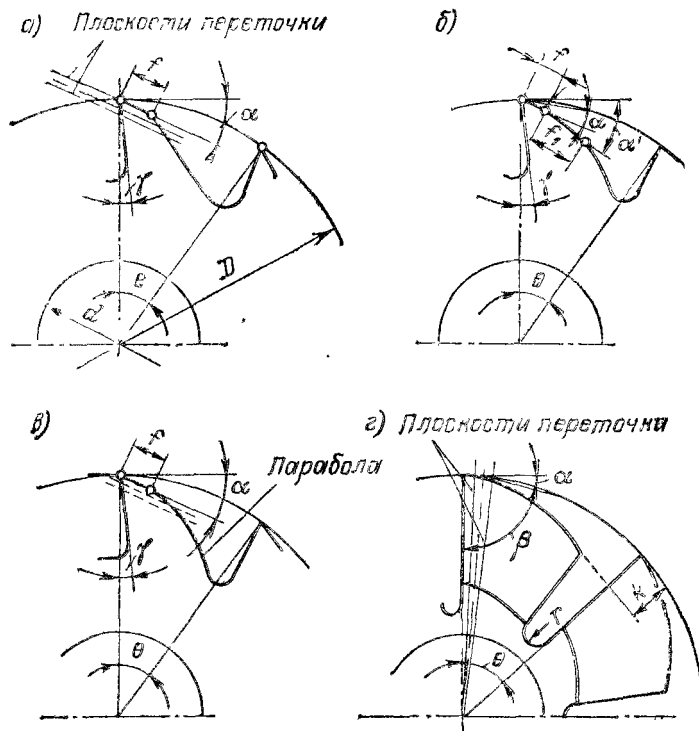 а) Плоскости переточки
f
α
γ
θ
D
d
б)
f
f₁
α
α'
γ
θ
в)
f
α
Парабола
γ
θ
г) Плоскости переточки
α
β
K
r
θ